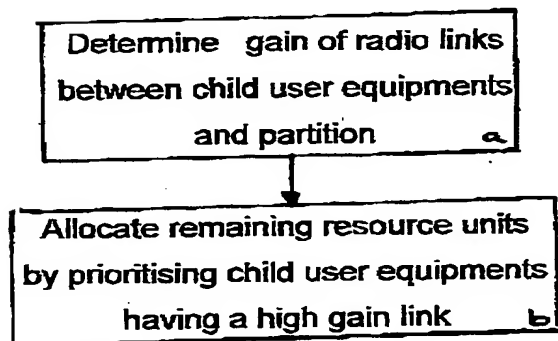 Determine gain of radio links
between child user equipments
and partition a
Allocate remaining resource units
by prioritising child user equipments
having a high gain link b